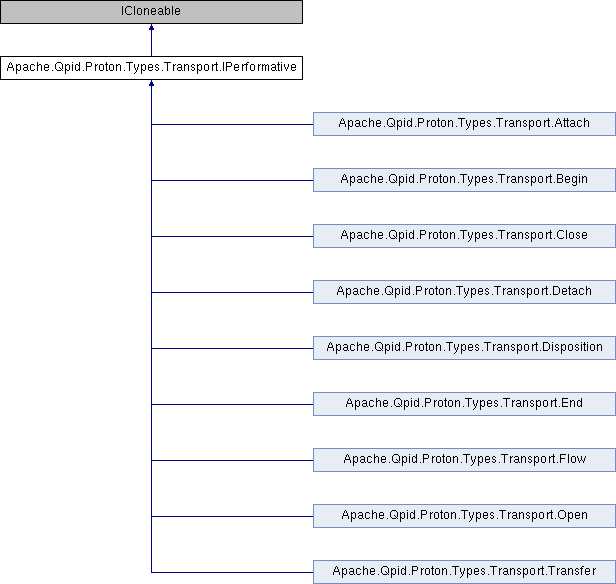 ICloneable
Apache.Qpid.Proton.Types.Transport.IPerformative
Apache.Qpid.Proton.Types.Transport.Attach
Apache.Qpid.Proton.Types.Transport.Begin
Apache.Qpid.Proton.Types.Transport.Close
Apache.Qpid.Proton.Types.Transport.Detach
Apache.Qpid.Proton.Types.Transport.Disposition
Apache.Qpid.Proton.Types.Transport.End
Apache.Qpid.Proton.Types.Transport.Flow
Apache.Qpid.Proton.Types.Transport.Open
Apache.Qpid.Proton.Types.Transport.Transfer